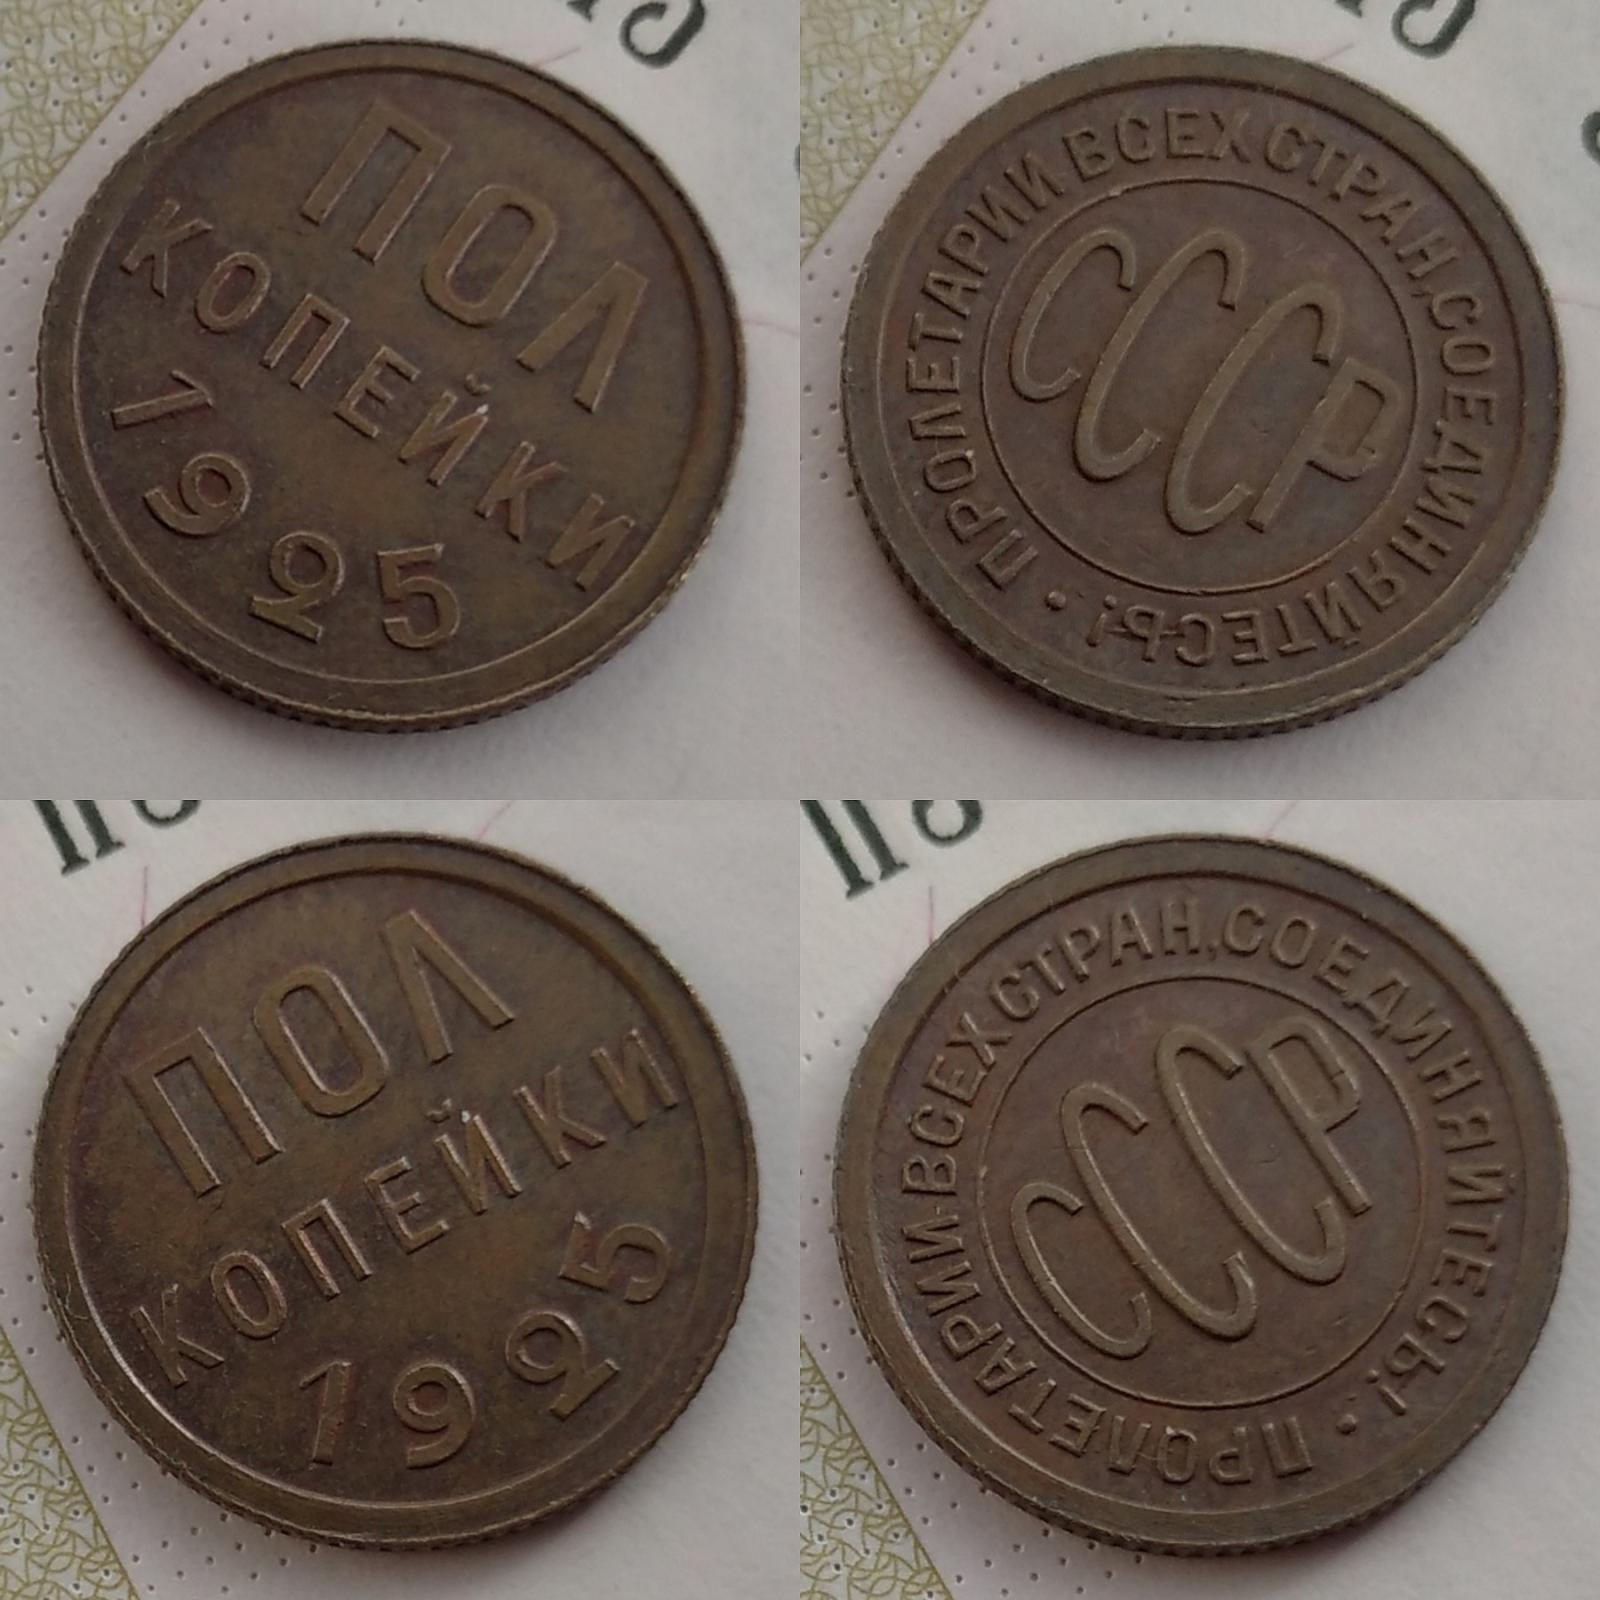 ПОЛ
КОПЕЙКИ
1925
ПРОЛЕТАРИИ ВСЕХ СТРАН, СОЕДИНЯЙТЕСЬ!
СССР
ПОЛ
КОПЕЙКИ
1925
ПРОЛЕТАРИИ ВСЕХ СТРАН, СОЕДИНЯЙТЕСЬ!
СССР